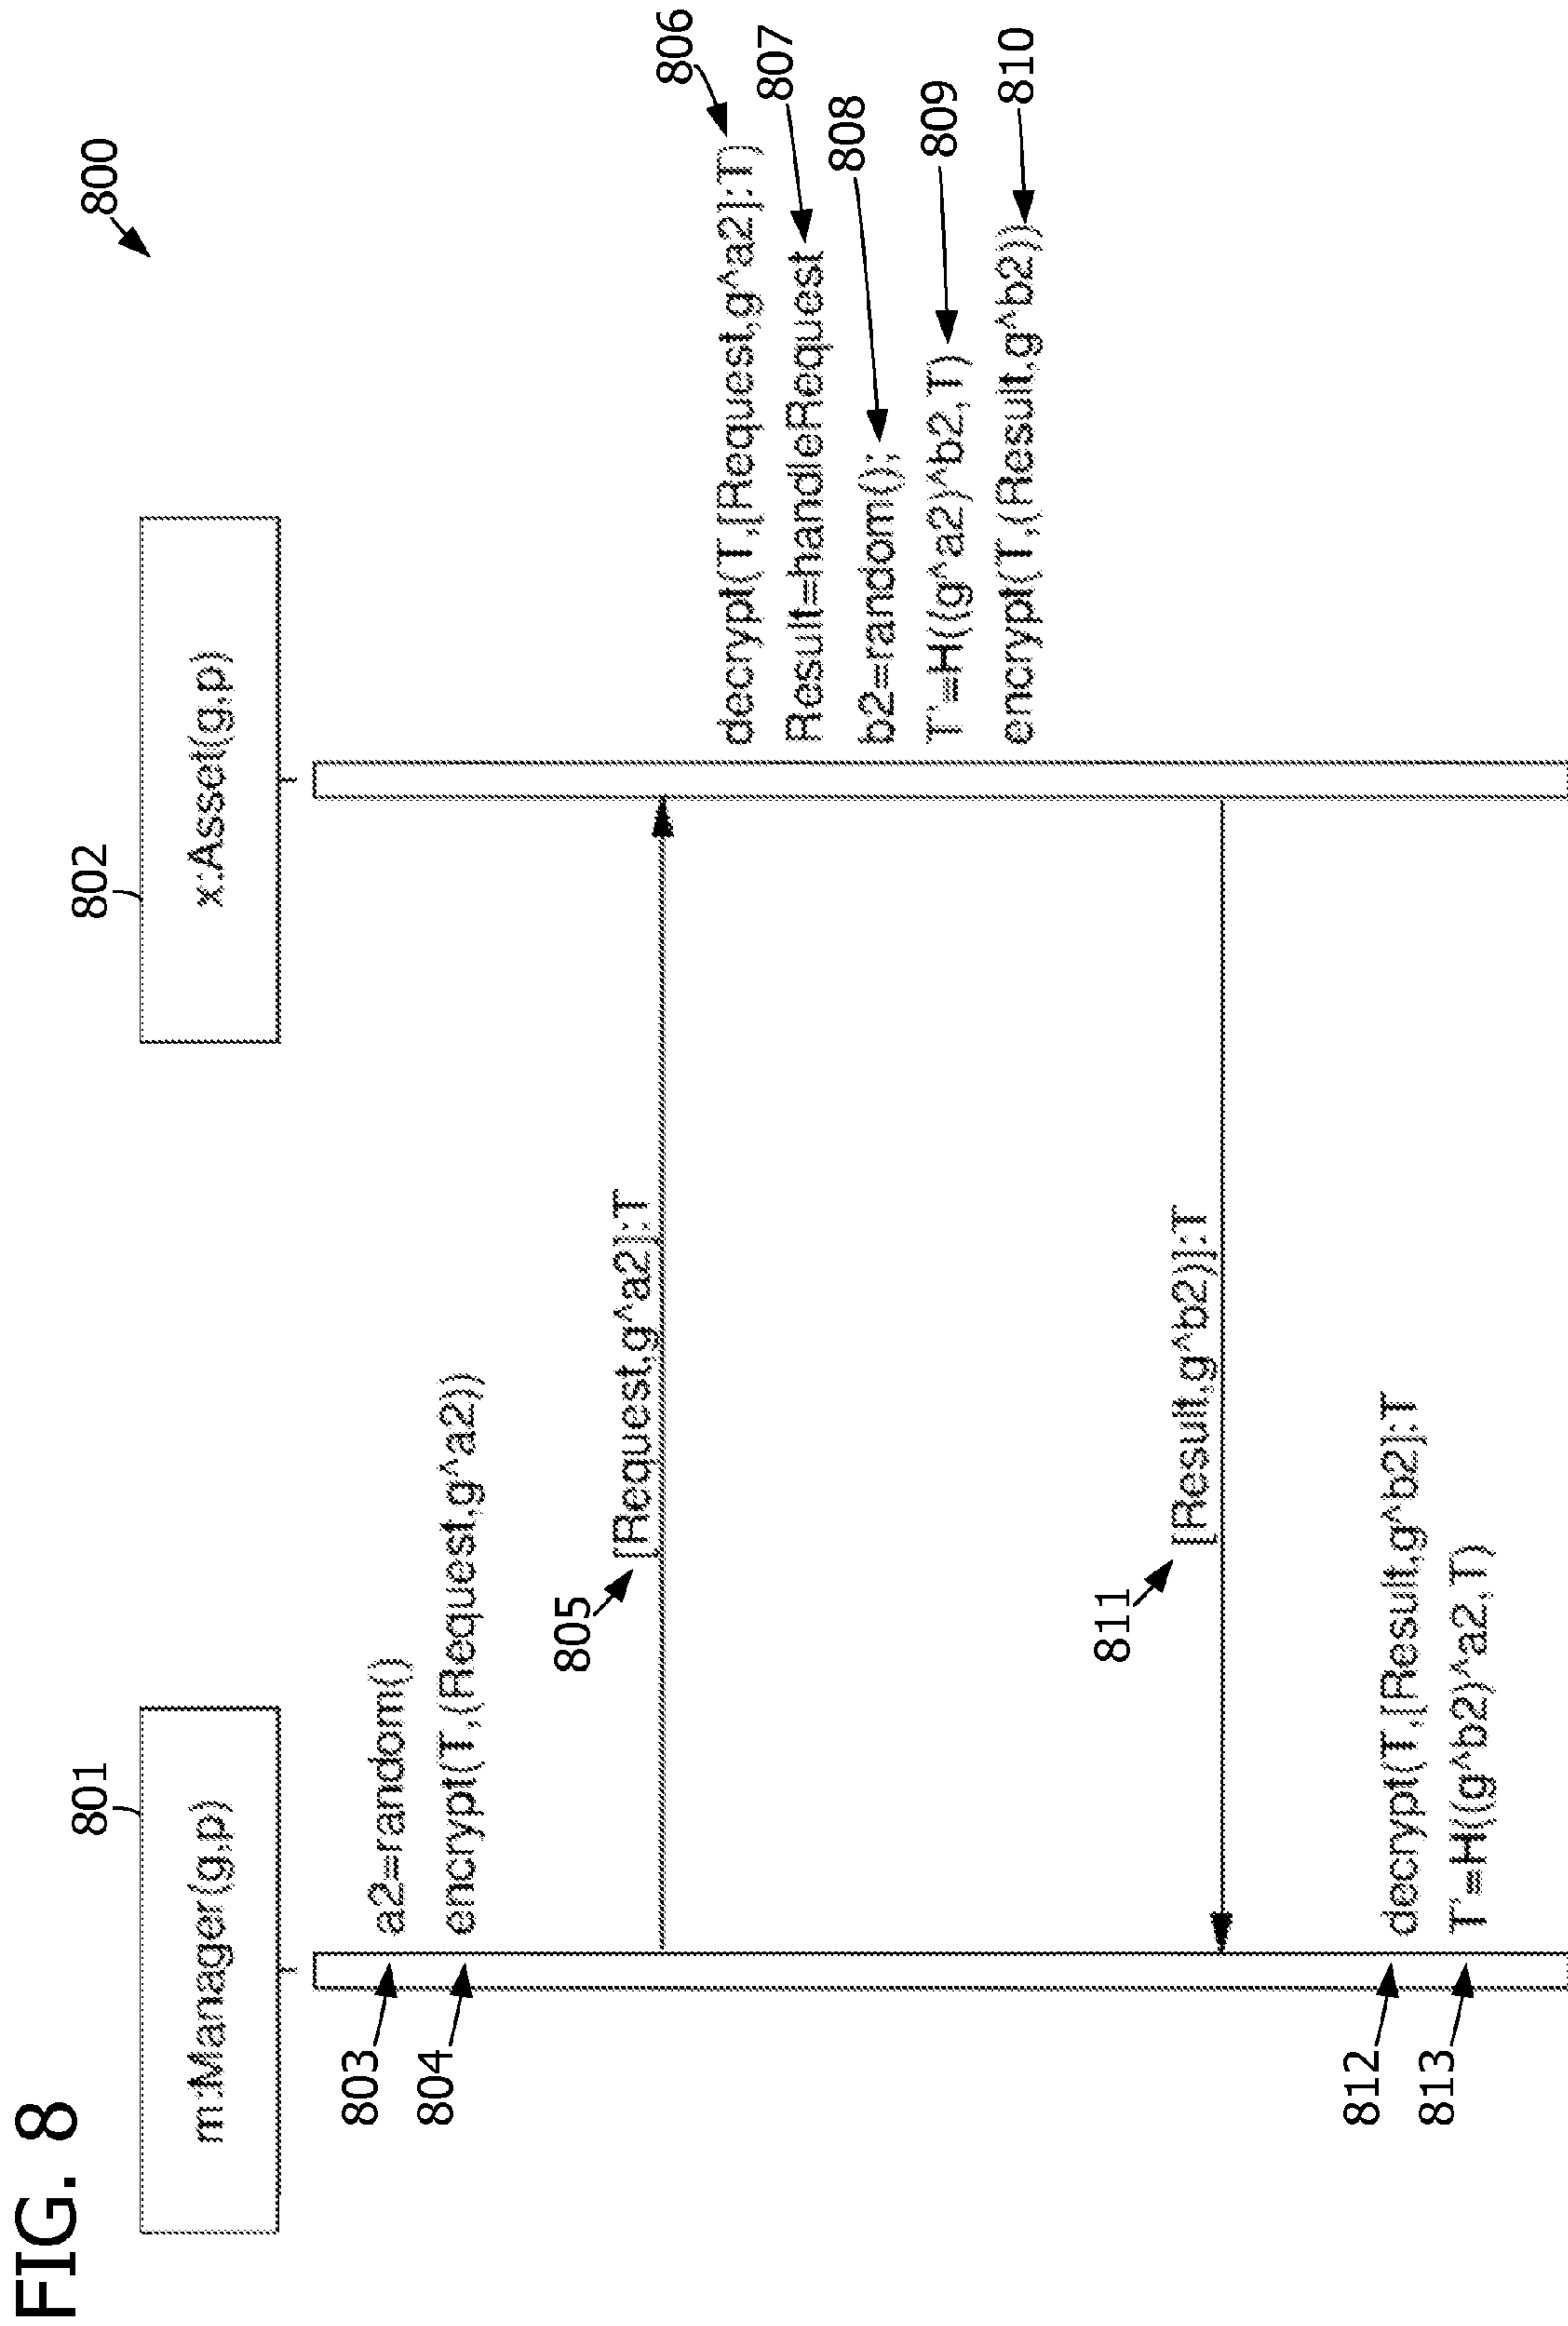 FIG. 8
800
801
m:Manager(g,p)
802
x:Asset(g,p)
803
a2=random()
804
encrypt(T,(Request,g^a2))
805
[Request,g^a2]:T
decrypt(T,[Request,g^a2]:T)
806
Result=handleRequest
807
b2=random();
808
T'=H((g^a2)^b2,T)
809
encrypt(T,(Result,g^b2))
810
811
[Result,g^b2)]:T
812
decrypt(T,[Result,g^b2]:T
813
T'=H((g^b2)^a2,T)